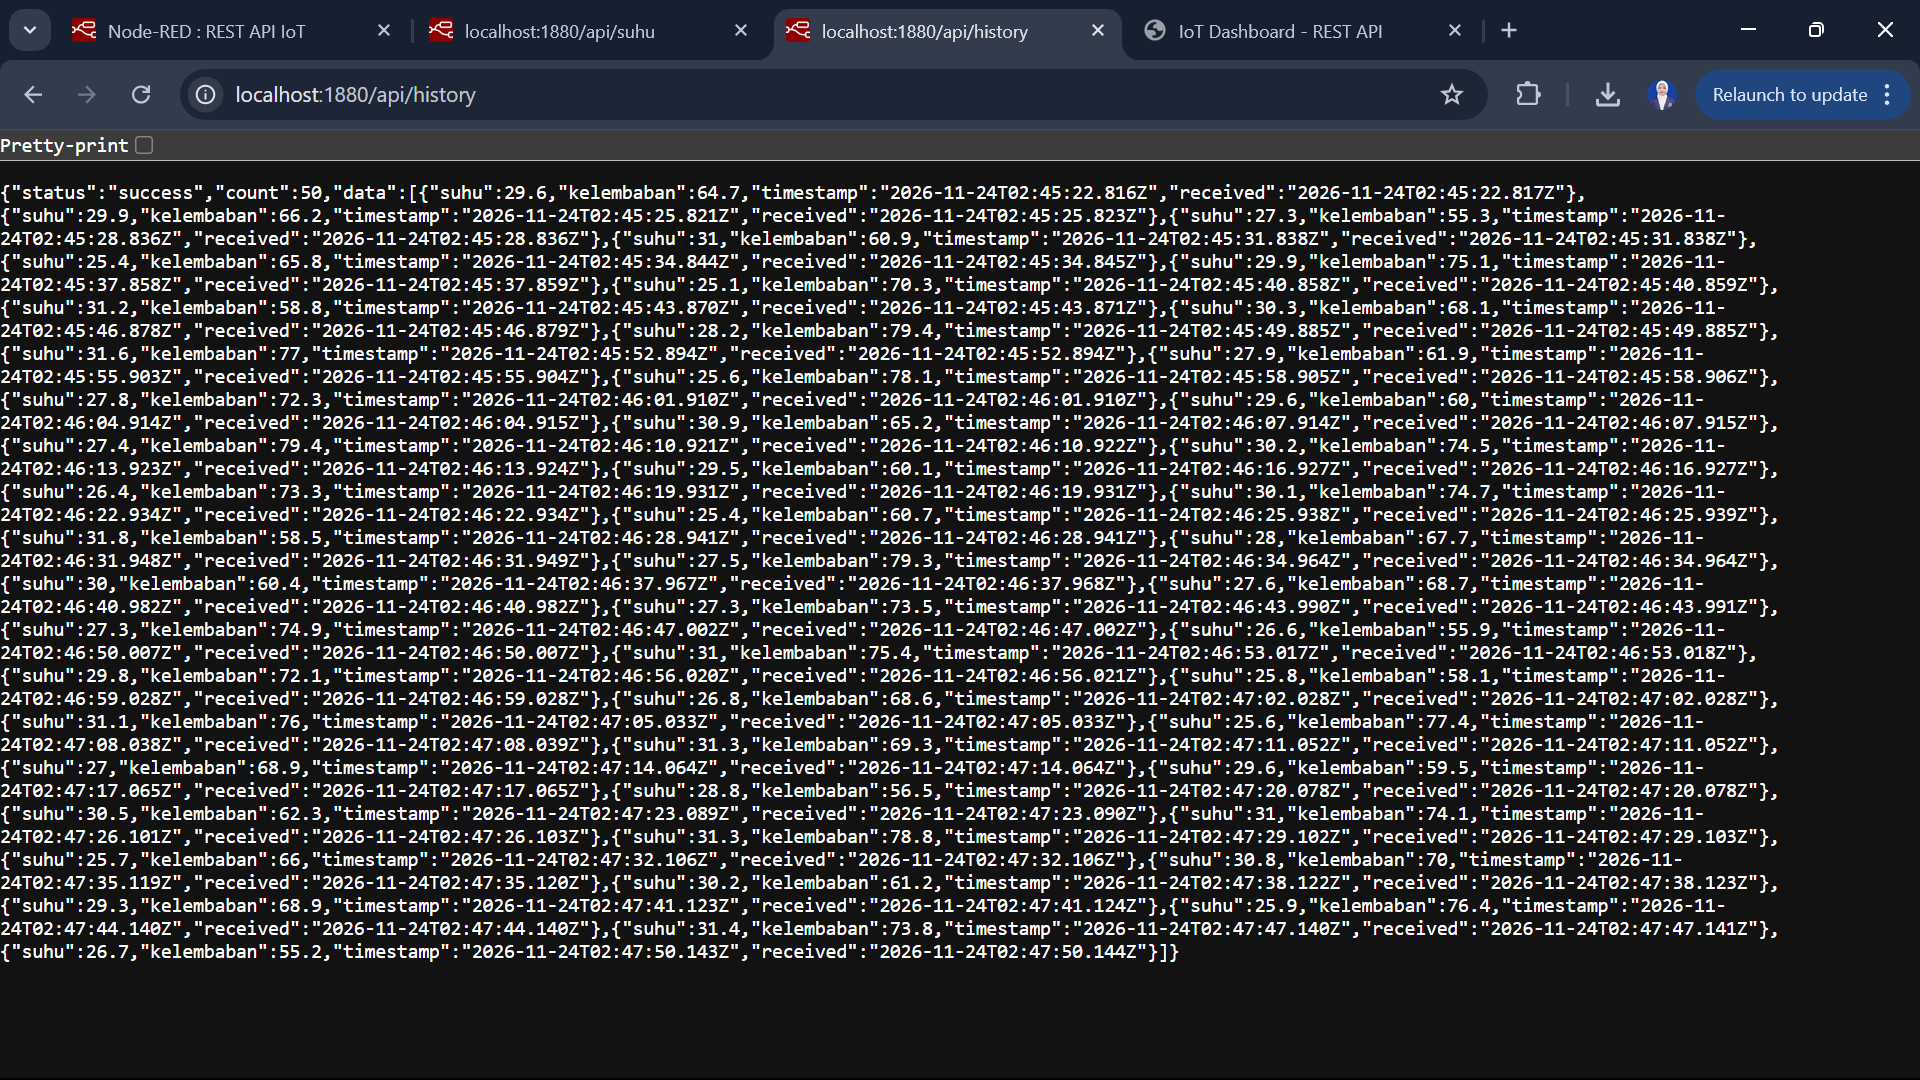 Node-RED : REST API IoT
localhost:1880/api/suhu
localhost:1880/api/history
IoT Dashboard - REST API
localhost:1880/api/history
Relaunch to update
Pretty-print
{"status":"success","count":50,"data":[{"suhu":29.6,"kelembaban":64.7,"timestamp":"2026-11-24T02:45:22.816Z","received":"2026-11-24T02:45:22.817Z"},
{"suhu":29.9,"kelembaban":66.2,"timestamp":"2026-11-24T02:45:25.821Z","received":"2026-11-24T02:45:25.823Z"},{"suhu":27.3,"kelembaban":55.3,"timestamp":"2026-11-
24T02:45:28.836Z","received":"2026-11-24T02:45:28.836Z"},{"suhu":31,"kelembaban":60.9,"timestamp":"2026-11-24T02:45:31.838Z","received":"2026-11-24T02:45:31.838Z"},
{"suhu":25.4,"kelembaban":65.8,"timestamp":"2026-11-24T02:45:34.844Z","received":"2026-11-24T02:45:34.845Z"},{"suhu":29.9,"kelembaban":75.1,"timestamp":"2026-11-
24T02:45:37.858Z","received":"2026-11-24T02:45:37.859Z"},{"suhu":25.1,"kelembaban":70.3,"timestamp":"2026-11-24T02:45:40.858Z","received":"2026-11-24T02:45:40.859Z"},
{"suhu":31.2,"kelembaban":58.8,"timestamp":"2026-11-24T02:45:43.870Z","received":"2026-11-24T02:45:43.871Z"},{"suhu":30.3,"kelembaban":68.1,"timestamp":"2026-11-
24T02:45:46.878Z","received":"2026-11-24T02:45:46.879Z"},{"suhu":28.2,"kelembaban":79.4,"timestamp":"2026-11-24T02:45:49.885Z","received":"2026-11-24T02:45:49.885Z"},
{"suhu":31.6,"kelembaban":77,"timestamp":"2026-11-24T02:45:52.894Z","received":"2026-11-24T02:45:52.894Z"},{"suhu":27.9,"kelembaban":61.9,"timestamp":"2026-11-
24T02:45:55.903Z","received":"2026-11-24T02:45:55.904Z"},{"suhu":25.6,"kelembaban":78.1,"timestamp":"2026-11-24T02:45:58.905Z","received":"2026-11-24T02:45:58.906Z"},
{"suhu":27.8,"kelembaban":72.3,"timestamp":"2026-11-24T02:46:01.910Z","received":"2026-11-24T02:46:01.910Z"},{"suhu":29.6,"kelembaban":60,"timestamp":"2026-11-
24T02:46:04.914Z","received":"2026-11-24T02:46:04.915Z"},{"suhu":30.9,"kelembaban":65.2,"timestamp":"2026-11-24T02:46:07.914Z","received":"2026-11-24T02:46:07.915Z"},
{"suhu":27.4,"kelembaban":79.4,"timestamp":"2026-11-24T02:46:10.921Z","received":"2026-11-24T02:46:10.922Z"},{"suhu":30.2,"kelembaban":74.5,"timestamp":"2026-11-
24T02:46:13.923Z","received":"2026-11-24T02:46:13.924Z"},{"suhu":29.5,"kelembaban":60.1,"timestamp":"2026-11-24T02:46:16.927Z","received":"2026-11-24T02:46:16.927Z"},
{"suhu":26.4,"kelembaban":73.3,"timestamp":"2026-11-24T02:46:19.931Z","received":"2026-11-24T02:46:19.931Z"},{"suhu":30.1,"kelembaban":74.7,"timestamp":"2026-11-
24T02:46:22.934Z","received":"2026-11-24T02:46:22.934Z"},{"suhu":25.4,"kelembaban":60.7,"timestamp":"2026-11-24T02:46:25.938Z","received":"2026-11-24T02:46:25.939Z"},
{"suhu":31.8,"kelembaban":58.5,"timestamp":"2026-11-24T02:46:28.941Z","received":"2026-11-24T02:46:28.941Z"},{"suhu":28,"kelembaban":67.7,"timestamp":"2026-11-
24T02:46:31.948Z","received":"2026-11-24T02:46:31.949Z"},{"suhu":27.5,"kelembaban":79.3,"timestamp":"2026-11-24T02:46:34.964Z","received":"2026-11-24T02:46:34.964Z"},
{"suhu":30,"kelembaban":60.4,"timestamp":"2026-11-24T02:46:37.967Z","received":"2026-11-24T02:46:37.968Z"},{"suhu":27.6,"kelembaban":68.7,"timestamp":"2026-11-
24T02:46:40.982Z","received":"2026-11-24T02:46:40.982Z"},{"suhu":27.3,"kelembaban":73.5,"timestamp":"2026-11-24T02:46:43.990Z","received":"2026-11-24T02:46:43.991Z"},
{"suhu":27.3,"kelembaban":74.9,"timestamp":"2026-11-24T02:46:47.002Z","received":"2026-11-24T02:46:47.002Z"},{"suhu":26.6,"kelembaban":55.9,"timestamp":"2026-11-
24T02:46:50.007Z","received":"2026-11-24T02:46:50.007Z"},{"suhu":31,"kelembaban":75.4,"timestamp":"2026-11-24T02:46:53.017Z","received":"2026-11-24T02:46:53.018Z"},
{"suhu":29.8,"kelembaban":72.1,"timestamp":"2026-11-24T02:46:56.020Z","received":"2026-11-24T02:46:56.021Z"},{"suhu":25.8,"kelembaban":58.1,"timestamp":"2026-11-
24T02:46:59.028Z","received":"2026-11-24T02:46:59.028Z"},{"suhu":26.8,"kelembaban":68.6,"timestamp":"2026-11-24T02:47:02.028Z","received":"2026-11-24T02:47:02.028Z"},
{"suhu":31.1,"kelembaban":76,"timestamp":"2026-11-24T02:47:05.033Z","received":"2026-11-24T02:47:05.033Z"},{"suhu":25.6,"kelembaban":77.4,"timestamp":"2026-11-
24T02:47:08.038Z","received":"2026-11-24T02:47:08.039Z"},{"suhu":31.3,"kelembaban":69.3,"timestamp":"2026-11-24T02:47:11.052Z","received":"2026-11-24T02:47:11.052Z"},
{"suhu":27,"kelembaban":68.9,"timestamp":"2026-11-24T02:47:14.064Z","received":"2026-11-24T02:47:14.064Z"},{"suhu":29.6,"kelembaban":59.5,"timestamp":"2026-11-
24T02:47:17.065Z","received":"2026-11-24T02:47:17.065Z"},{"suhu":28.8,"kelembaban":56.5,"timestamp":"2026-11-24T02:47:20.078Z","received":"2026-11-24T02:47:20.078Z"},
{"suhu":30.5,"kelembaban":62.3,"timestamp":"2026-11-24T02:47:23.089Z","received":"2026-11-24T02:47:23.090Z"},{"suhu":31,"kelembaban":74.1,"timestamp":"2026-11-
24T02:47:26.101Z","received":"2026-11-24T02:47:26.103Z"},{"suhu":31.3,"kelembaban":78.8,"timestamp":"2026-11-24T02:47:29.102Z","received":"2026-11-24T02:47:29.103Z"},
{"suhu":25.7,"kelembaban":66,"timestamp":"2026-11-24T02:47:32.106Z","received":"2026-11-24T02:47:32.106Z"},{"suhu":30.8,"kelembaban":70,"timestamp":"2026-11-
24T02:47:35.119Z","received":"2026-11-24T02:47:35.120Z"},{"suhu":30.2,"kelembaban":61.2,"timestamp":"2026-11-24T02:47:38.122Z","received":"2026-11-24T02:47:38.123Z"},
{"suhu":29.3,"kelembaban":68.9,"timestamp":"2026-11-24T02:47:41.123Z","received":"2026-11-24T02:47:41.124Z"},{"suhu":25.9,"kelembaban":76.4,"timestamp":"2026-11-
24T02:47:44.140Z","received":"2026-11-24T02:47:44.140Z"},{"suhu":31.4,"kelembaban":73.8,"timestamp":"2026-11-24T02:47:47.140Z","received":"2026-11-24T02:47:47.141Z"},
{"suhu":26.7,"kelembaban":55.2,"timestamp":"2026-11-24T02:47:50.143Z","received":"2026-11-24T02:47:50.144Z"}]}